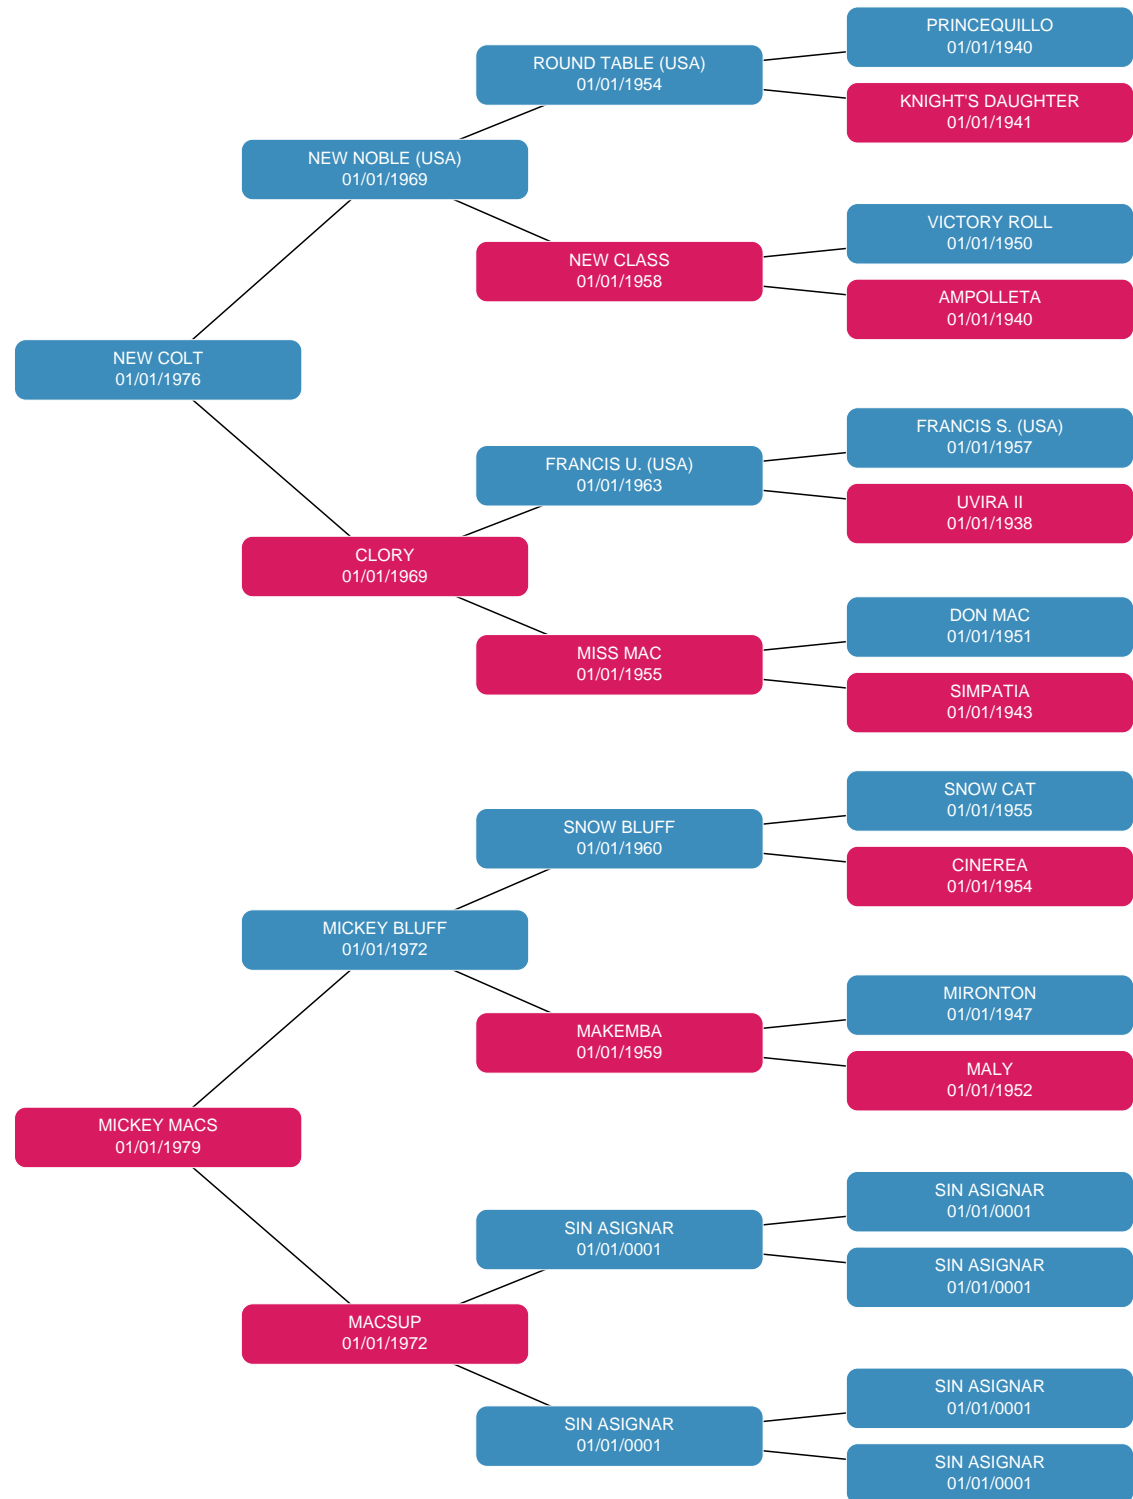 PRINCEQUILLO
01/01/1940
ROUND TABLE (USA)
01/01/1954
KNIGHT'S DAUGHTER
01/01/1941
NEW NOBLE (USA)
01/01/1969
VICTORY ROLL
01/01/1950
NEW CLASS
01/01/1958
AMPOLLETA
01/01/1940
NEW COLT
01/01/1976
FRANCIS S. (USA)
01/01/1957
FRANCIS U. (USA)
01/01/1963
UVIRA II
01/01/1938
CLORY
01/01/1969
DON MAC
01/01/1951
MISS MAC
01/01/1955
SIMPATIA
01/01/1943
SNOW CAT
01/01/1955
SNOW BLUFF
01/01/1960
CINEREA
01/01/1954
MICKEY BLUFF
01/01/1972
MIRONTON
01/01/1947
MAKEMBA
01/01/1959
MALY
01/01/1952
MICKEY MACS
01/01/1979
SIN ASIGNAR
01/01/0001
SIN ASIGNAR
01/01/0001
SIN ASIGNAR
01/01/0001
MACSUP
01/01/1972
SIN ASIGNAR
01/01/0001
SIN ASIGNAR
01/01/0001
SIN ASIGNAR
01/01/0001